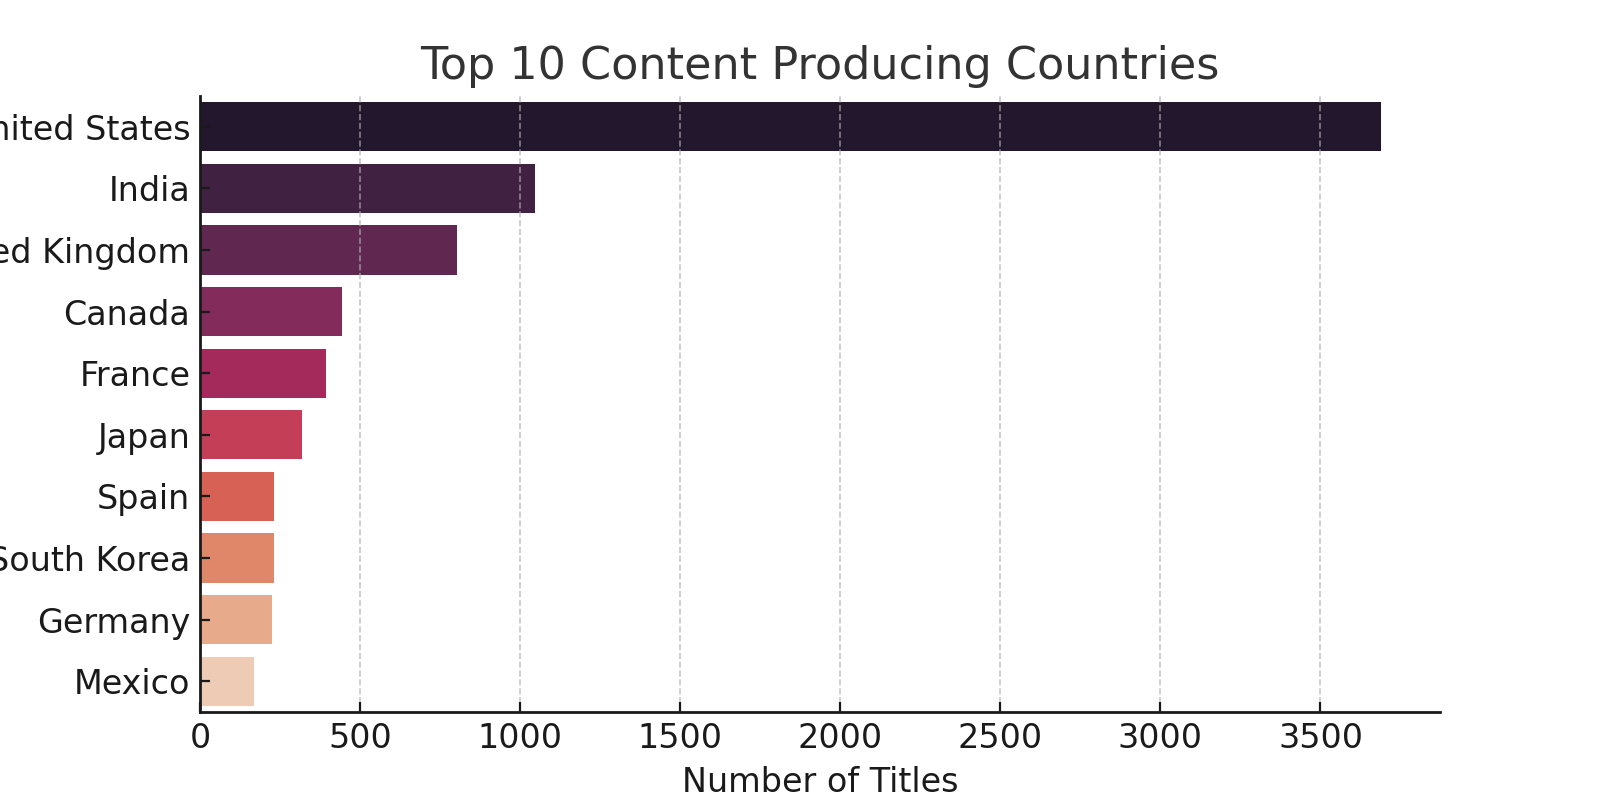 Top 10 Content Producing Countries
nited States
India
ed Kingdom
Canada
France
Japan
Spain
South Korea
Germany
Mexico
0 500 1000 1500 2000 2500 3000 3500
Number of Titles